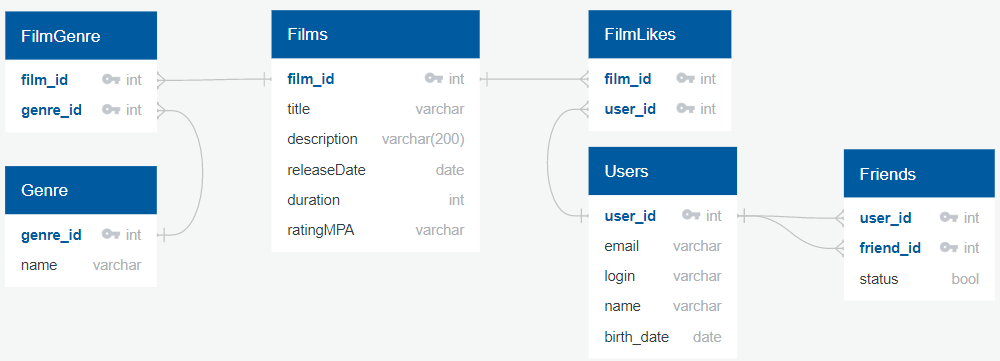 FilmGenre
film_id int
genre_id int
Genre
genre_id int
name varchar
Films
film_id int
title varchar
description varchar(200)
releaseDate date
duration int
ratingMPA varchar
FilmLikes
film_id int
user_id int
Users
user_id int
email varchar
login varchar
name varchar
birth_date date
Friends
user_id int
friend_id int
status bool